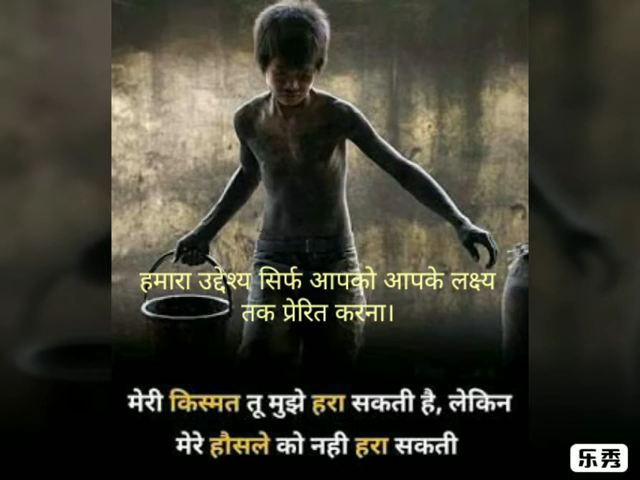 हमारा उद्देश्य सिर्फ आपको आपके लक्ष्य
तक प्रेरित करना।
मेरी किस्मत तू मुझे हरा सकती है, लेकिन
मेरे हौसले को नही हरा सकती
乐秀